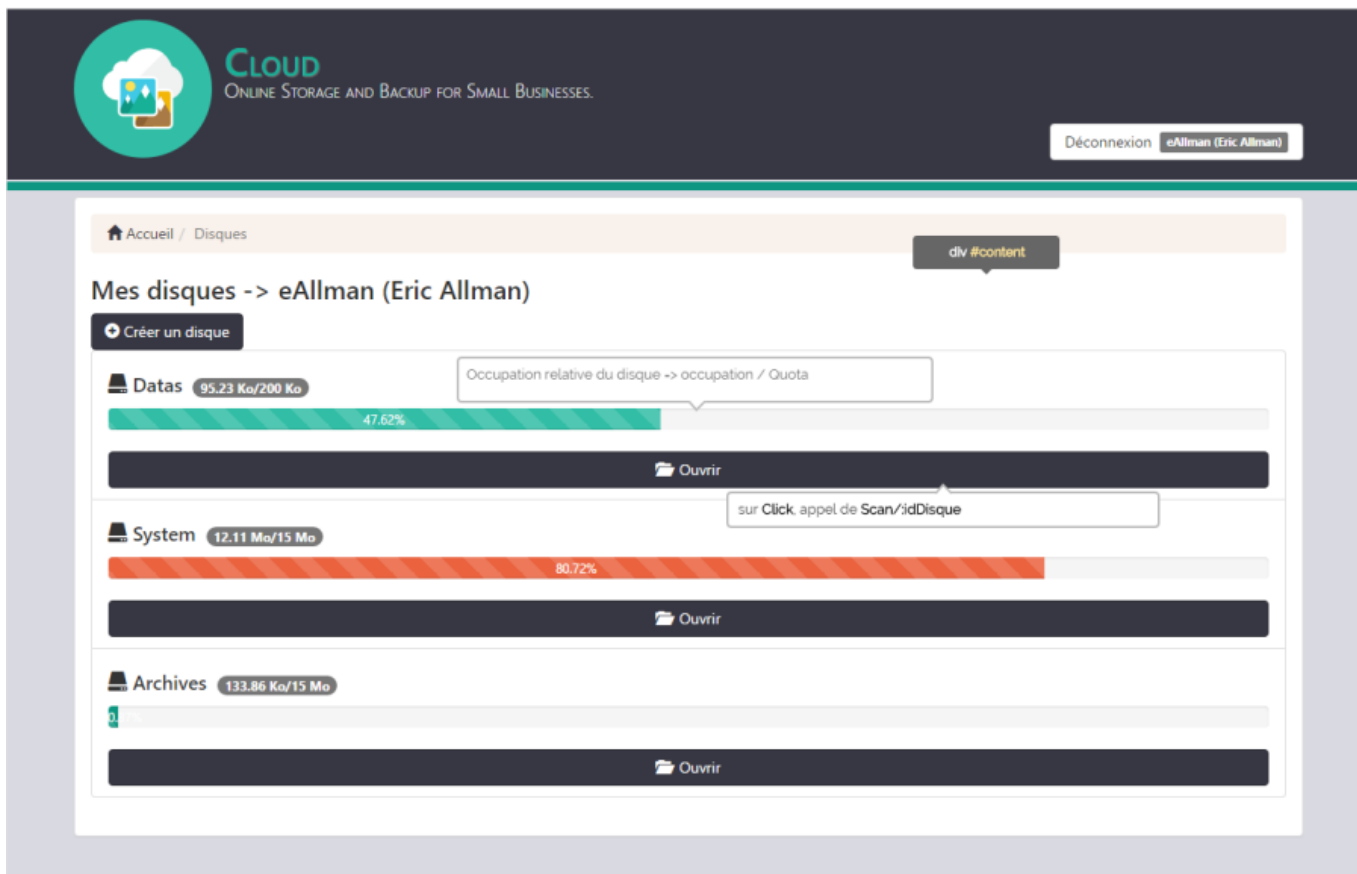 Cloud
Online Storage and Backup for Small Businesses.
Déconnexion eAllman (Eric Allman)
Accueil / Disques
div #content
Mes disques -> eAllman (Eric Allman)
Créer un disque
Occupation relative du disque -> occupation / Quota
Datas 95.23 Ko/200 Ko
47.62%
Ouvrir
sur Click, appel de Scan/:idDisque
System 12.11 Mo/15 Mo
80.72%
Ouvrir
Archives 133.86 Ko/15 Mo
Ouvrir